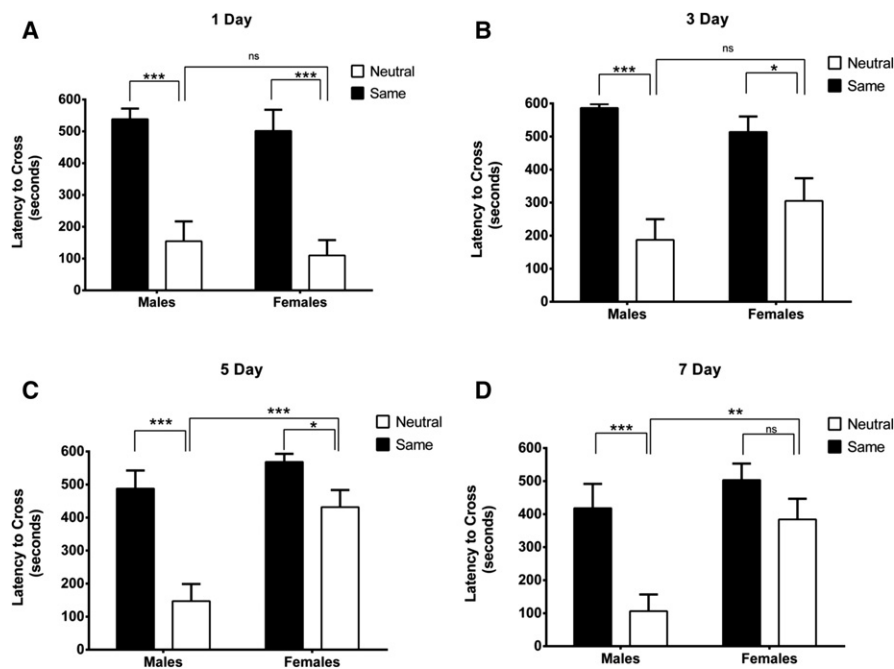 A
1 Day
ns
***
***
Neutral
Same
Latency to Cross
(seconds)
600
500
400
300
200
100
0
Males
Females
B
3 Day
ns
***
*
Neutral
Same
Latency to Cross
(seconds)
600
500
400
300
200
100
0
Males
Females
C
5 Day
***
***
*
Neutral
Same
Latency to Cross
(seconds)
600
500
400
300
200
100
0
Males
Females
D
7 Day
**
***
ns
Neutral
Same
Latency to Cross
(seconds)
600
500
400
300
200
100
0
Males
Females